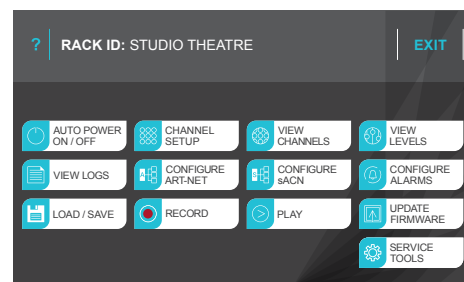 ? RACK ID: STUDIO THEATRE EXIT
AUTO POWER ON / OFF
CHANNEL SETUP
VIEW CHANNELS
VIEW LEVELS
VIEW LOGS
CONFIGURE ART-NET
CONFIGURE sACN
CONFIGURE ALARMS
LOAD / SAVE
RECORD
PLAY
UPDATE FIRMWARE
SERVICE TOOLS